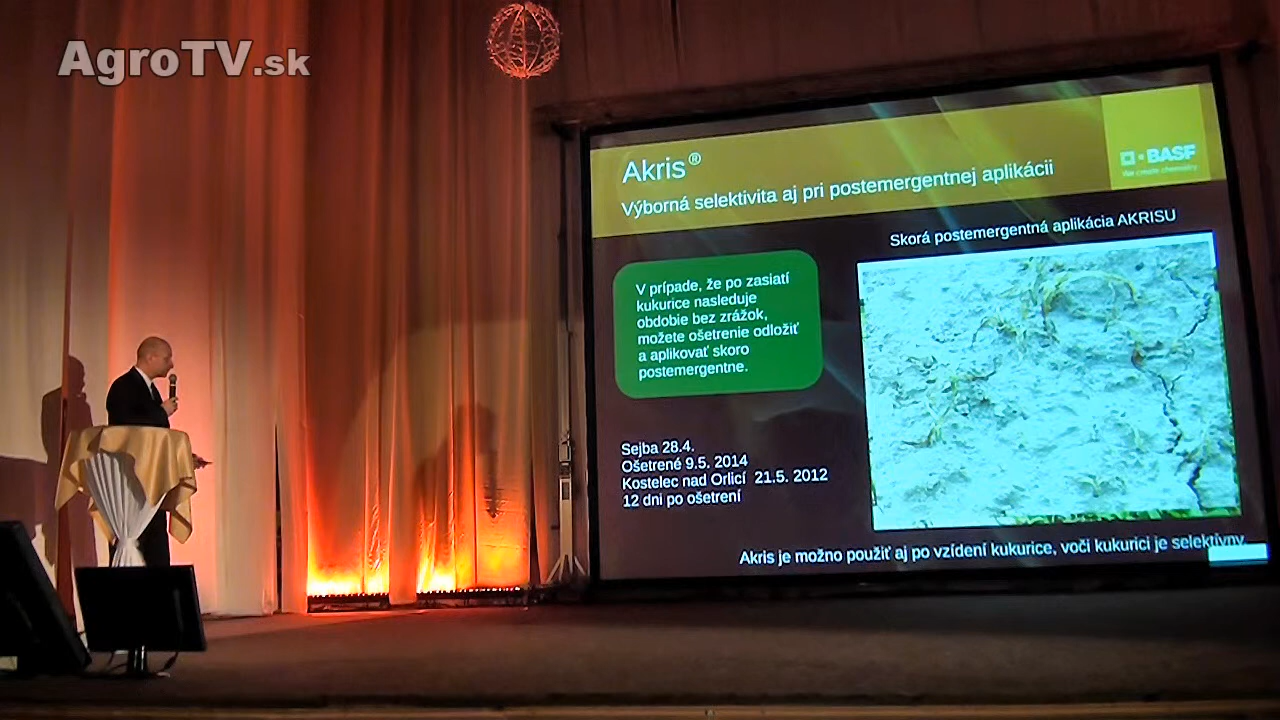 AgroTV.sk
Akris®
Výborná selektivita aj pri postemergentnej aplikácii
BASF
We create chemistry
Skorá postemergentná aplikácia AKRISU
V prípade, že po zasiatí
kukurice nasleduje
obdobie bez zrážok,
možete ošetrenie odložiť
a aplikovať skoro
postemergentne.
Sejba 28.4.
Ošetrené 9.5. 2014
Kostelec nad Orlicí 21.5. 2012
12 dni po ošetrení
Akris je možno použiť aj po vzídení kukurice, voči kukurici je selektívny